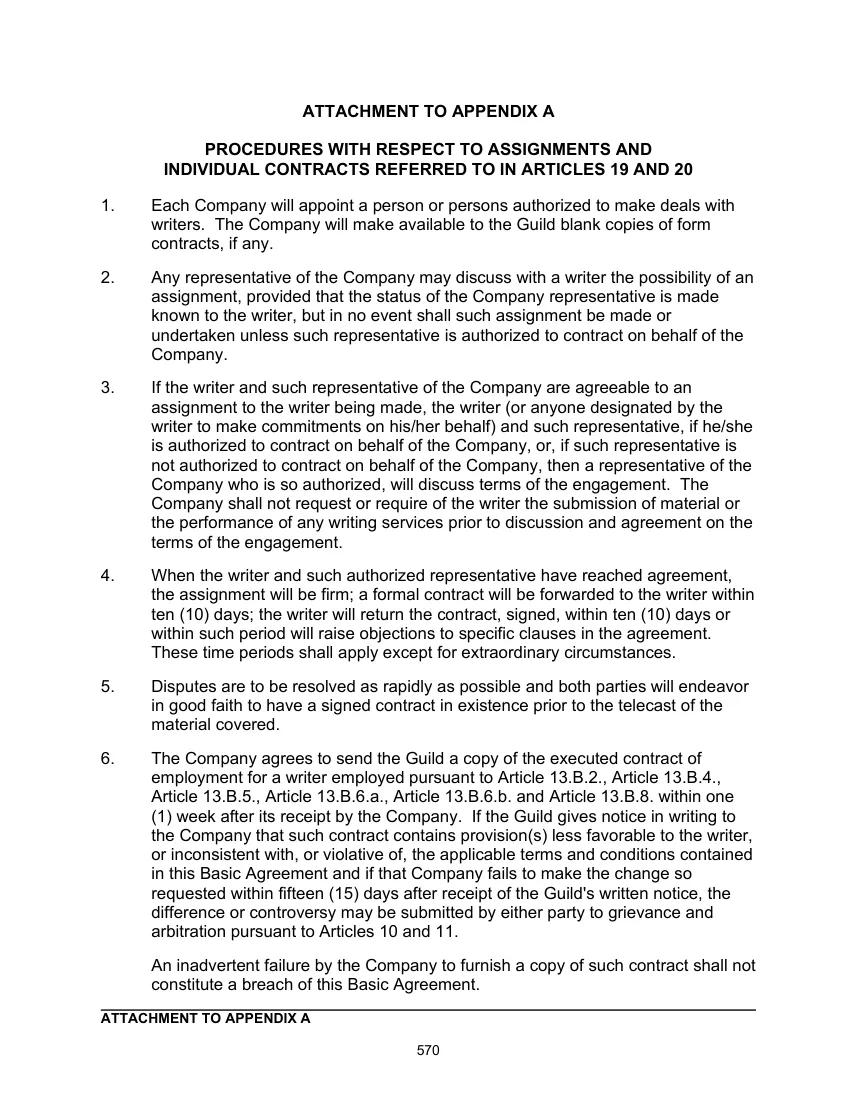 ATTACHMENT TO APPENDIX A
PROCEDURES WITH RESPECT TO ASSIGNMENTS AND
INDIVIDUAL CONTRACTS REFERRED TO IN ARTICLES 19 AND 20
1. Each Company will appoint a person or persons authorized to make deals with
writers. The Company will make available to the Guild blank copies of form
contracts, if any.
2. Any representative of the Company may discuss with a writer the possibility of an
assignment, provided that the status of the Company representative is made
known to the writer, but in no event shall such assignment be made or
undertaken unless such representative is authorized to contract on behalf of the
Company.
3. If the writer and such representative of the Company are agreeable to an
assignment to the writer being made, the writer (or anyone designated by the
writer to make commitments on his/her behalf) and such representative, if he/she
is authorized to contract on behalf of the Company, or, if such representative is
not authorized to contract on behalf of the Company, then a representative of the
Company who is so authorized, will discuss terms of the engagement. The
Company shall not request or require of the writer the submission of material or
the performance of any writing services prior to discussion and agreement on the
terms of the engagement.
4. When the writer and such authorized representative have reached agreement,
the assignment will be firm; a formal contract will be forwarded to the writer within
ten (10) days; the writer will return the contract, signed, within ten (10) days or
within such period will raise objections to specific clauses in the agreement.
These time periods shall apply except for extraordinary circumstances.
5. Disputes are to be resolved as rapidly as possible and both parties will endeavor
in good faith to have a signed contract in existence prior to the telecast of the
material covered.
6. The Company agrees to send the Guild a copy of the executed contract of
employment for a writer employed pursuant to Article 13.B.2., Article 13.B.4.,
Article 13.B.5., Article 13.B.6.a., Article 13.B.6.b. and Article 13.B.8. within one
(1) week after its receipt by the Company. If the Guild gives notice in writing to
the Company that such contract contains provision(s) less favorable to the writer,
or inconsistent with, or violative of, the applicable terms and conditions contained
in this Basic Agreement and if that Company fails to make the change so
requested within fifteen (15) days after receipt of the Guild's written notice, the
difference or controversy may be submitted by either party to grievance and
arbitration pursuant to Articles 10 and 11.
An inadvertent failure by the Company to furnish a copy of such contract shall not
constitute a breach of this Basic Agreement.
ATTACHMENT TO APPENDIX A
570